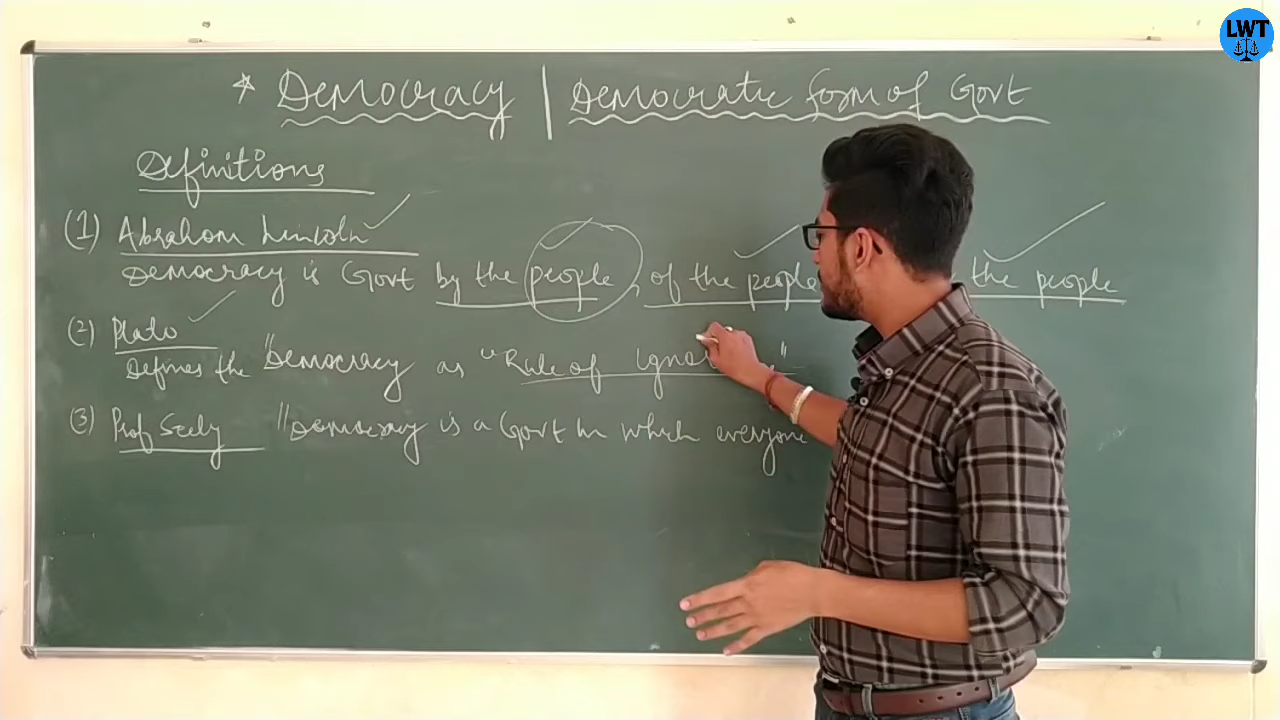 LWT
* Democracy | Democratic form of Govt
Definitions
(1) Abraham Lincoln
Democracy is Govt by the people, of the people the people
(2) Plato
Defines the "Democracy as "Rule of "
(3) Prof Seely "Democracy is a Govt in which everyone